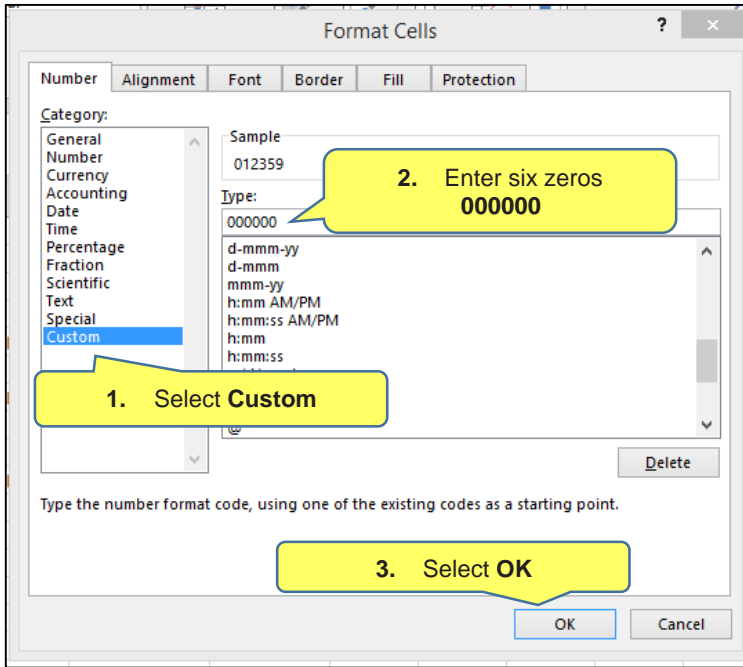 Format Cells
?
×
Number Alignment Font Border Fill Protection
Category:
General
Number
Currency
Accounting
Date
Time
Percentage
Fraction
Scientific
Text
Special
Custom
Sample
012359
Type:
000000
d-mmm-yy
d-mmm
mmm-yy
h:mm AM/PM
h:mm:ss AM/PM
h:mm
h:mm:ss
@
2. Enter six zeros
000000
1. Select Custom
Delete
Type the number format code, using one of the existing codes as a starting point.
3. Select OK
OK Cancel